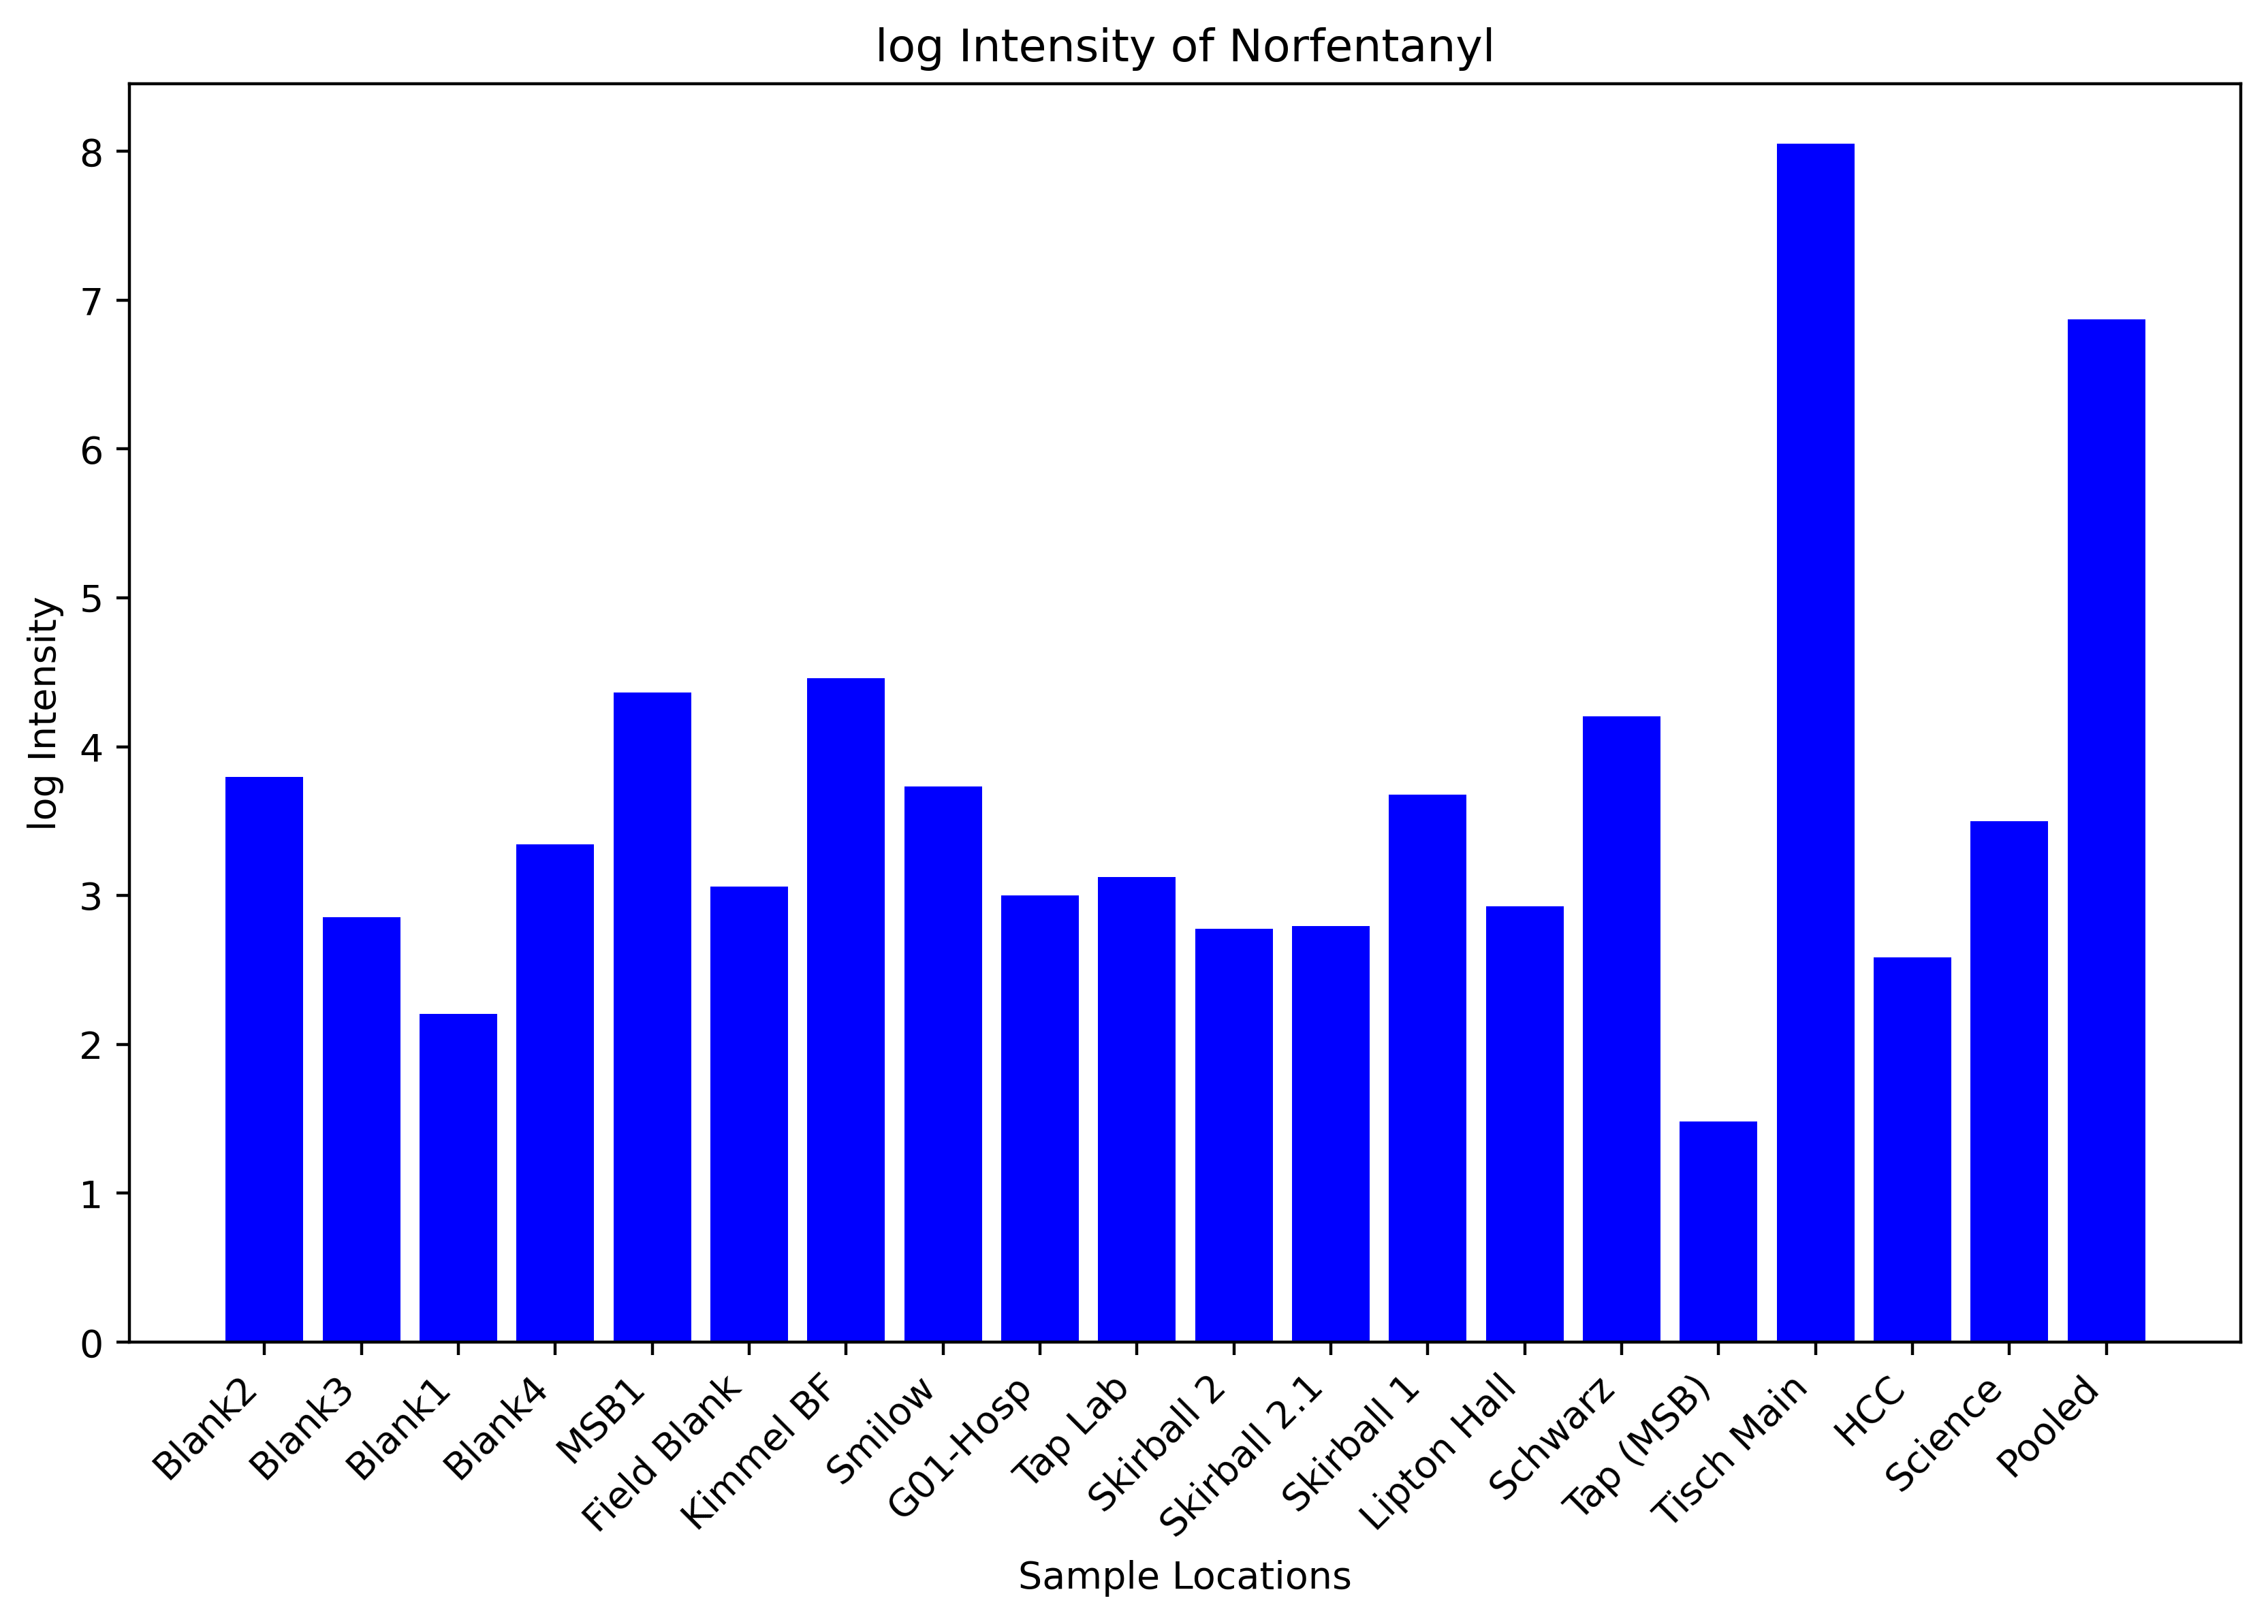 log Intensity of Norfentanyl
log Intensity
8
7
6
5
4
3
2
1
0
Blank2
Blank3
Blank1
Blank4
MSB1
Field Blank
Kimmel BF
Smilow
G01-Hosp
Tap Lab
Skirball 2
Skirball 2.1
Skirball 1
Lipton Hall
Schwarz
Tap (MSB)
Tisch Main
HCC
Science
Pooled
Sample Locations